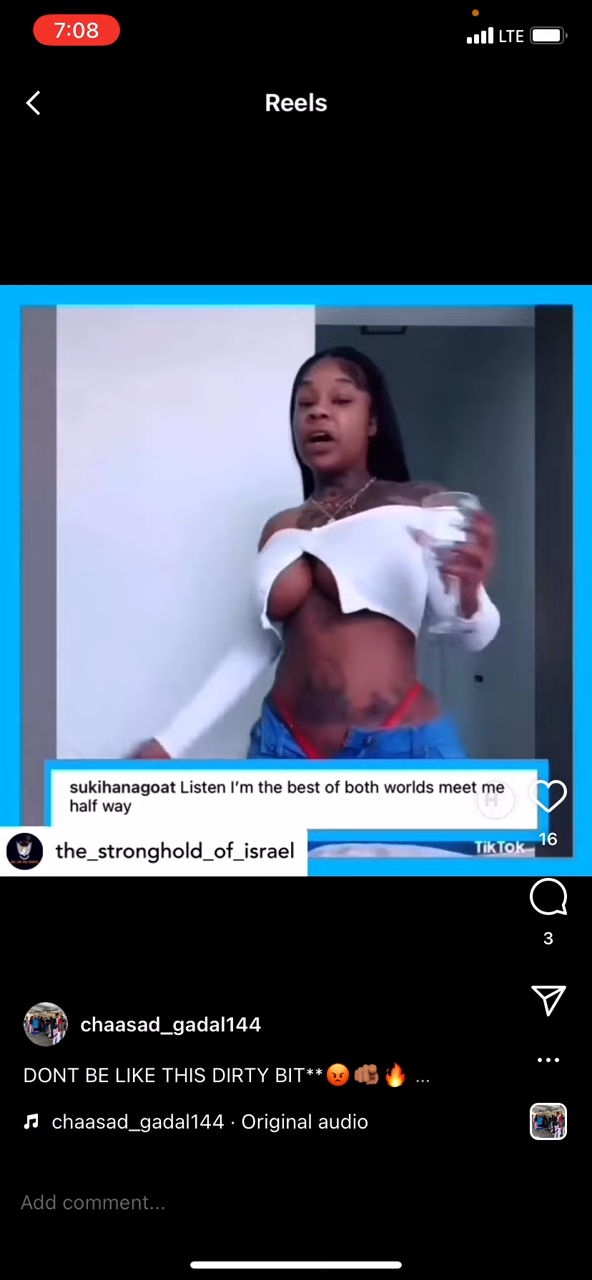 7:08
LTE
Reels
sukihanagoat Listen I'm the best of both worlds meet me
half way
H
16
the_stronghold_of_israel
TikTok
3
chaasad_gadal144
DONT BE LIKE THIS DIRTY BIT**😡🫵🏾🔥 ...
chaasad_gadal144 · Original audio
Add comment...